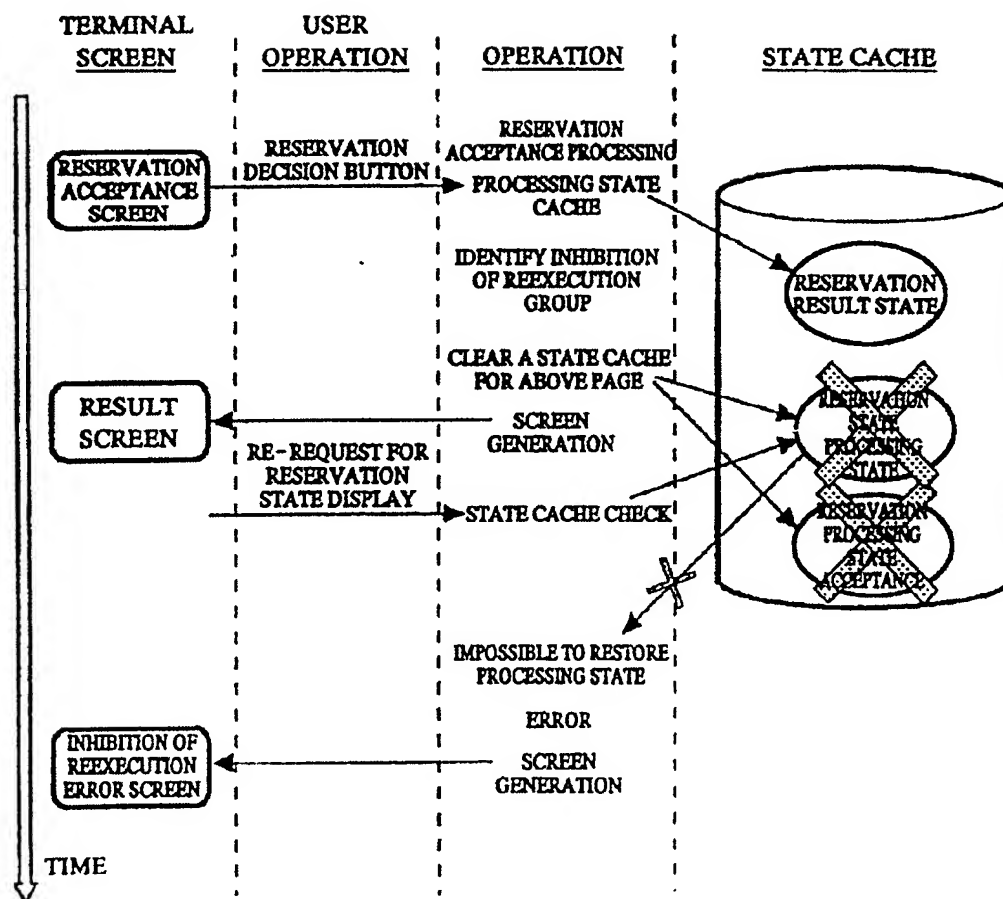 TERMINAL
SCREEN
USER
OPERATION
OPERATION
STATE CACHE
RESERVATION
ACCEPTANCE
SCREEN
RESERVATION
DECISION BUTTON
RESERVATION
ACCEPTANCE PROCESSING
PROCESSING STATE
CACHE
IDENTIFY INHIBITION
OF REEXECUTION
GROUP
RESERVATION
RESULT STATE
CLEAR A STATE CACHE
FOR ABOVE PAGE
RESULT
SCREEN
SCREEN
GENERATION
RESERVATION
STATE
PROCESSING
STATE
RE-REQUEST FOR
RESERVATION
STATE DISPLAY
STATE CACHE CHECK
RESERVATION
PROCESSING
STATE
ACCEPTANCE
IMPOSSIBLE TO RESTORE
PROCESSING STATE
ERROR
INHIBITION OF
REEXECUTION
ERROR SCREEN
SCREEN
GENERATION
TIME